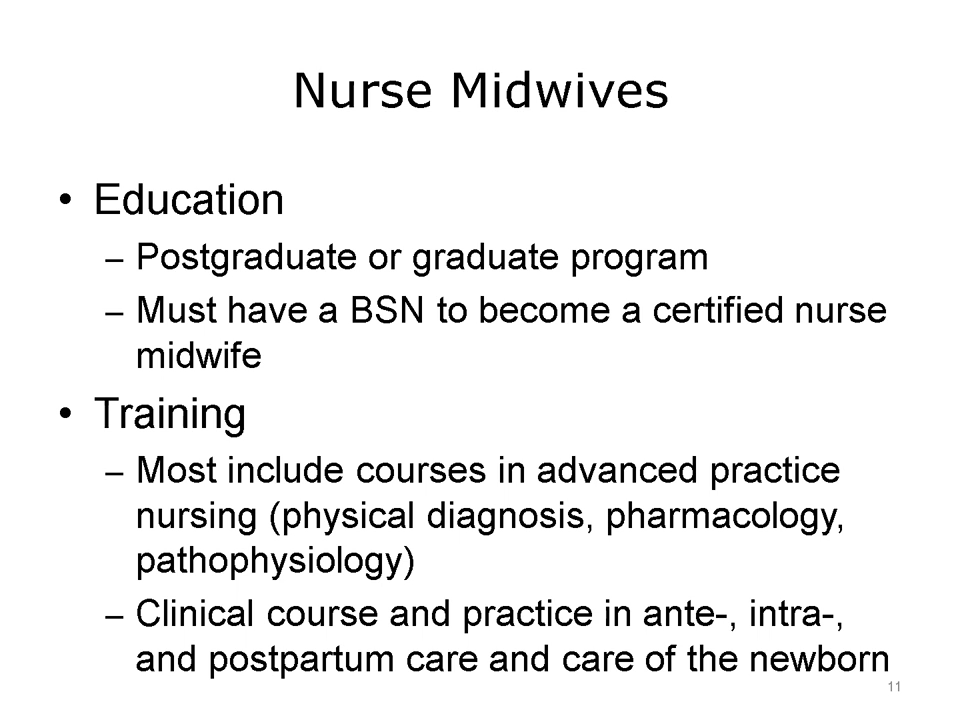 Nurse Midwives
• Education
– Postgraduate or graduate program
– Must have a BSN to become a certified nurse
midwife
• Training
– Most include courses in advanced practice
nursing (physical diagnosis, pharmacology,
pathophysiology)
– Clinical course and practice in ante-, intra-,
and postpartum care and care of the newborn
11